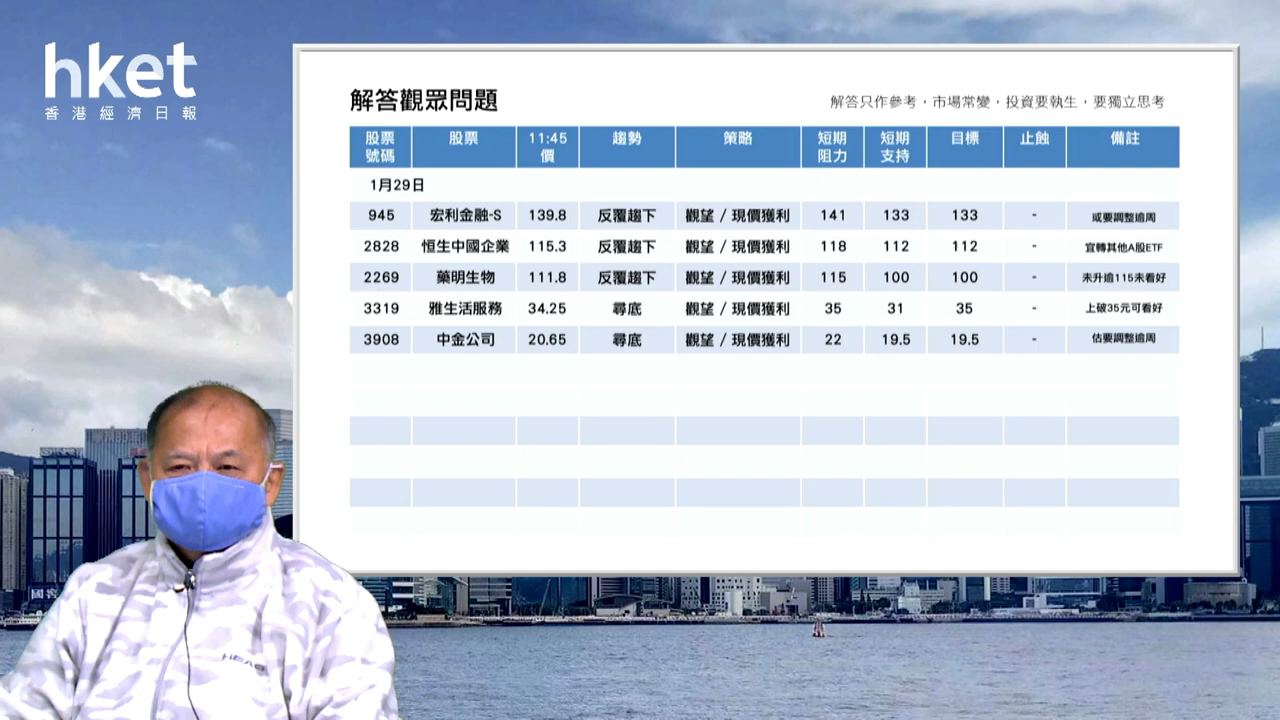 hket
香港經濟日報
解答觀眾問題
解答只作參考，市場常變，投資要執生，要獨立思考
股票號碼 股票 11:45價 趨勢 策略 短期阻力 短期支持 目標 止蝕 備註
1月29日
945 宏利金融-S 139.8 反覆趨下 觀望 / 現價獲利 141 133 133 - 或要調整逾周
2828 恒生中國企業 115.3 反覆趨下 觀望 / 現價獲利 118 112 112 - 宜轉其他A股ETF
2269 藥明生物 111.8 反覆趨下 觀望 / 現價獲利 115 100 100 - 未升逾115未看好
3319 雅生活服務 34.25 尋底 觀望 / 現價獲利 35 31 35 - 上破35元可看好
3908 中金公司 20.65 尋底 觀望 / 現價獲利 22 19.5 19.5 - 估要調整逾周
HEAD